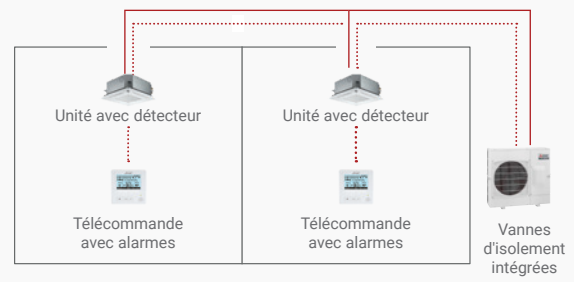 Unité avec détecteur
Unité avec détecteur
Télécommande
avec alarmes
Télécommande
avec alarmes
Vannes
d'isolement
intégrées